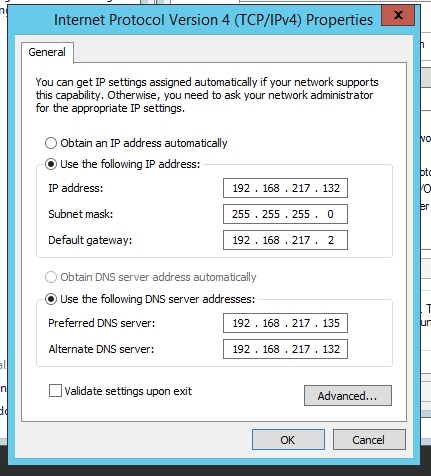 Internet Protocol Version 4 (TCP/IPv4) Properties
x
General
You can get IP settings assigned automatically if your network supports
this capability. Otherwise, you need to ask your network administrator
for the appropriate IP settings.
Obtain an IP address automatically
Use the following IP address:
IP address: 192 . 168 . 217 . 132
Subnet mask: 255 . 255 . 255 . 0
Default gateway: 192 . 168 . 217 . 2
Obtain DNS server address automatically
Use the following DNS server addresses:
Preferred DNS server: 192 . 168 . 217 . 135
Alternate DNS server: 192 . 168 . 217 . 132
Validate settings upon exit
Advanced...
OK Cancel